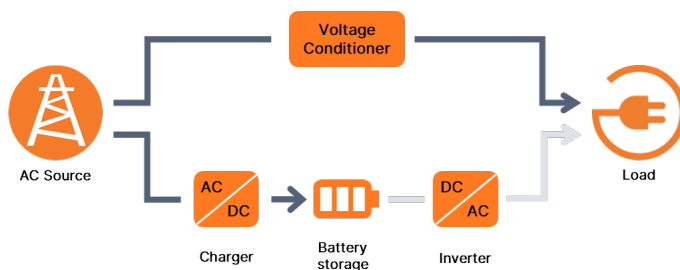 Voltage
Conditioner
AC Source
AC
DC
Charger
Battery
storage
DC
AC
Inverter
Load